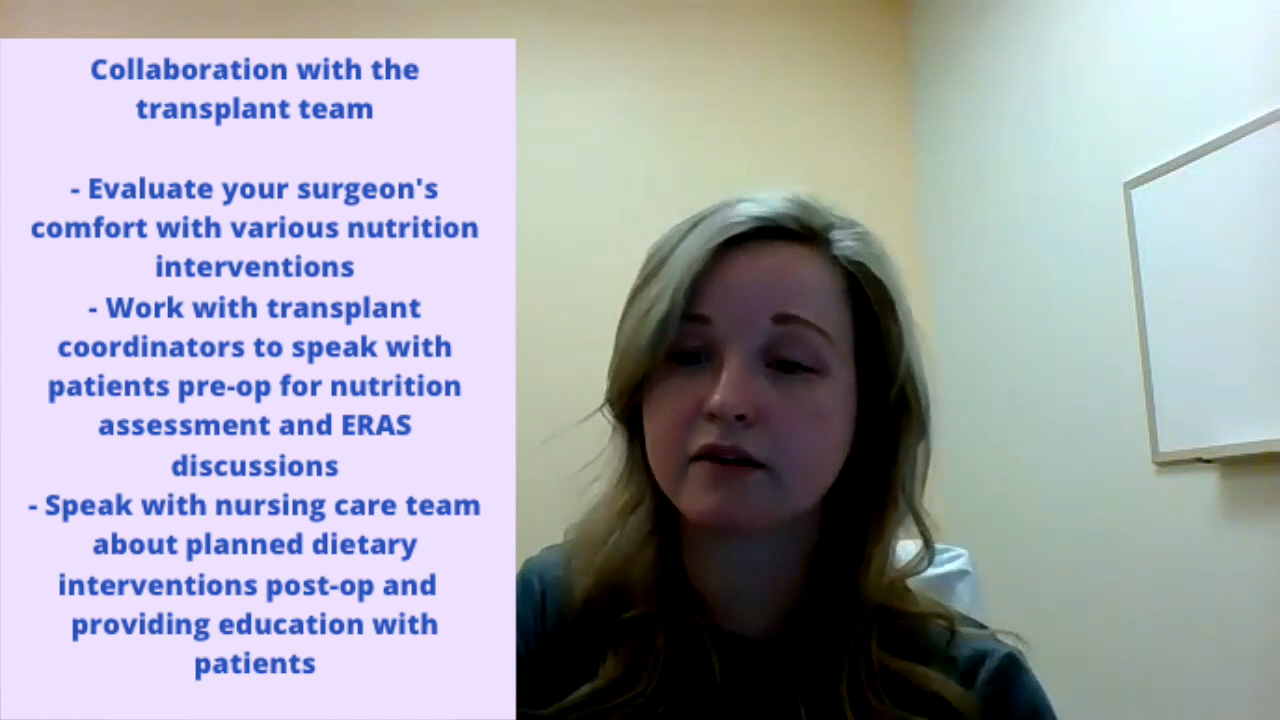 Collaboration with the
transplant team
- Evaluate your surgeon's
comfort with various nutrition
interventions
- Work with transplant
coordinators to speak with
patients pre-op for nutrition
assessment and ERAS
discussions
- Speak with nursing care team
about planned dietary
interventions post-op and
providing education with
patients